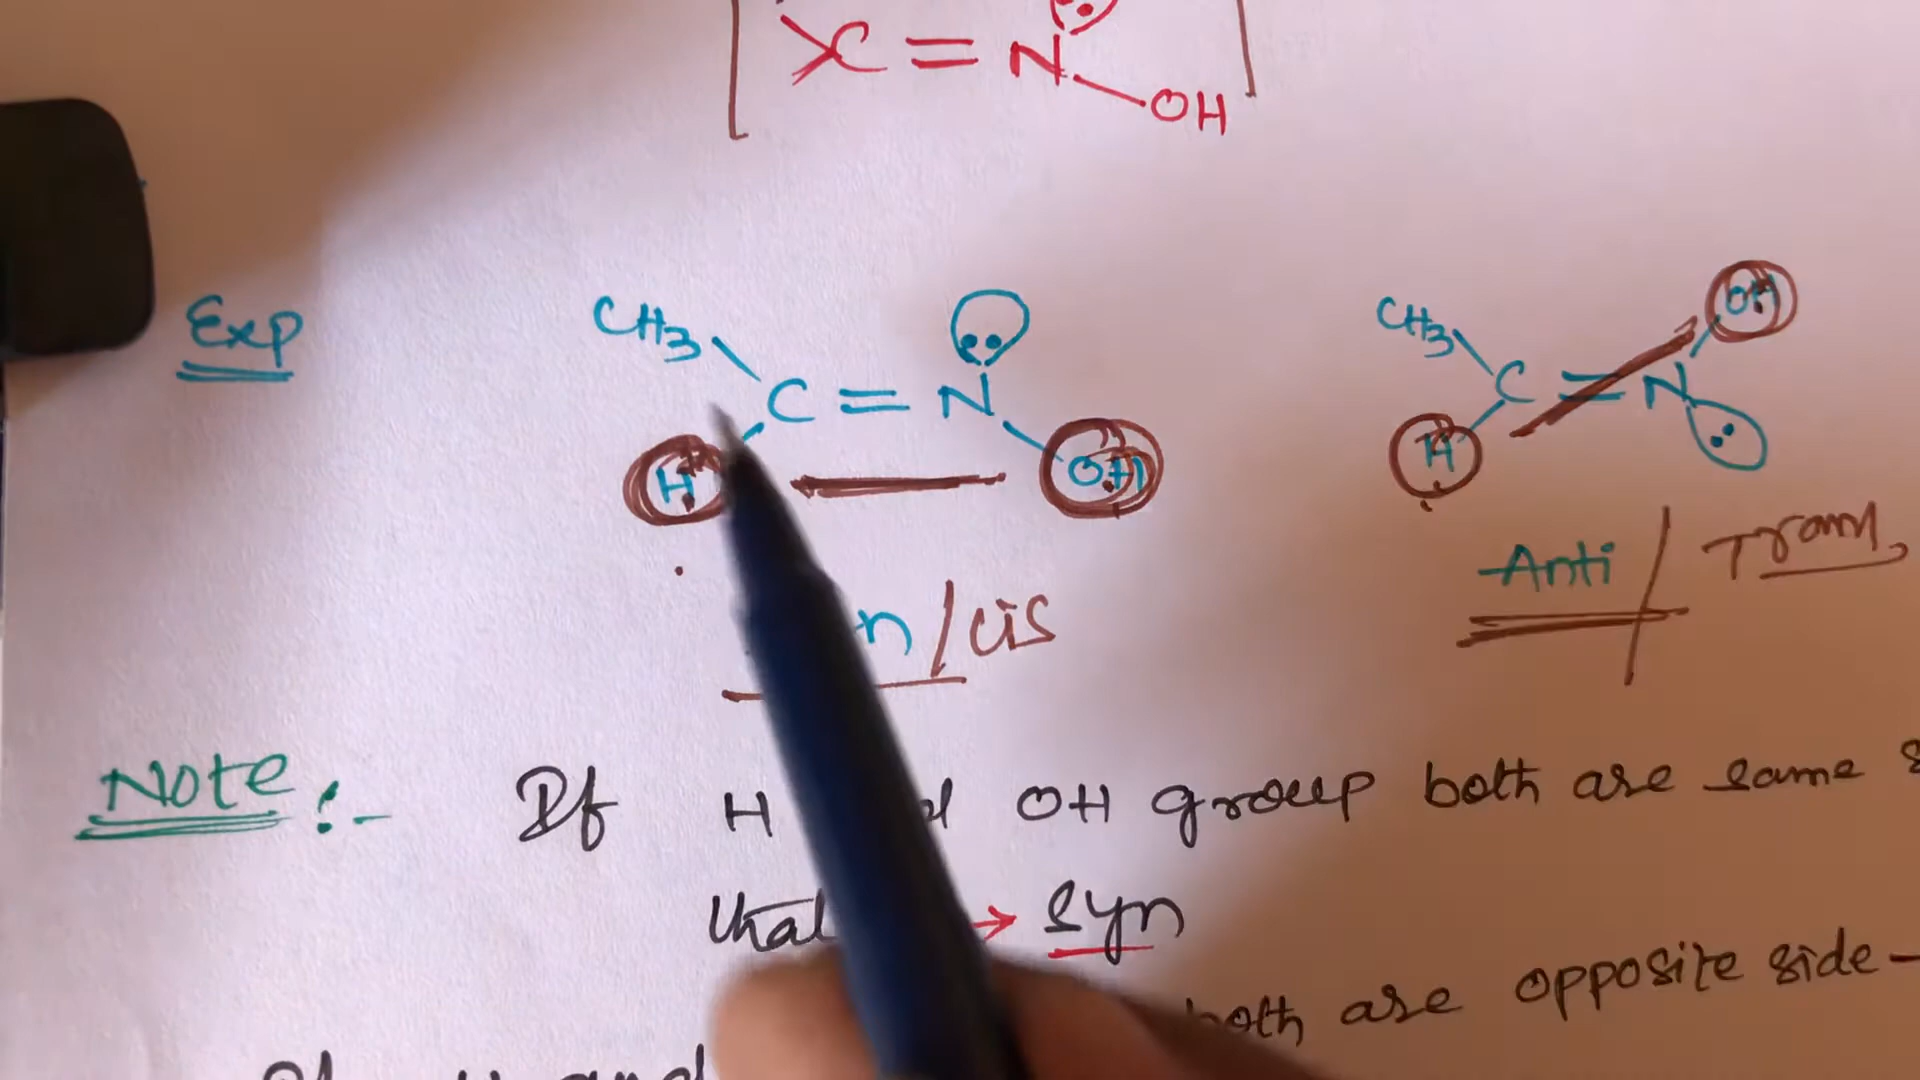 C = N
OH
Exp
CH3 C = N H OH
CH3 C = N H OH
/cis
Anti / Trans
Note :- If H OH group both are same
syn
both are opposite side -
and